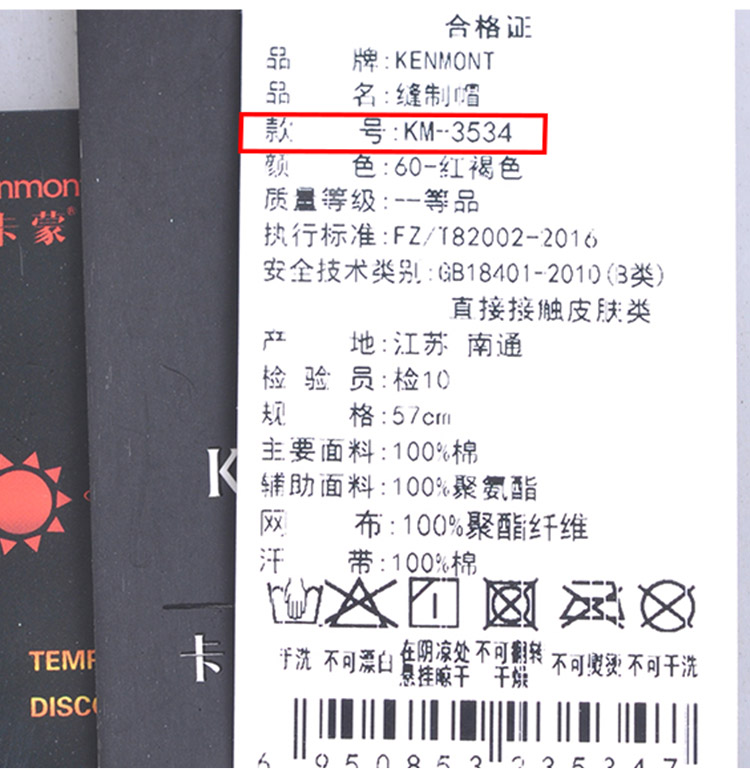 合格证
品 牌:KENMONT
品 名:缝制帽
款 号:KM-3534
颜 色:60-红褐色
质量等级:一等品
执行标准:FZ/T82002-2016
安全技术类别:GB18401-2010(B类)
直接接触皮肤类
产 地:江苏 南通
检 验 员:检10
规 格:57cm
主要面料:100%棉
辅助面料:100%聚氨酯
网 布:100%聚酯纤维
汗 带:100%棉
手洗 不可漂白 在阴凉处悬挂晾干 不可翻转干燥 不可熨烫 不可干洗
6 950853 235347
nmon
卡蒙®
TEMP
DISC
K
卡